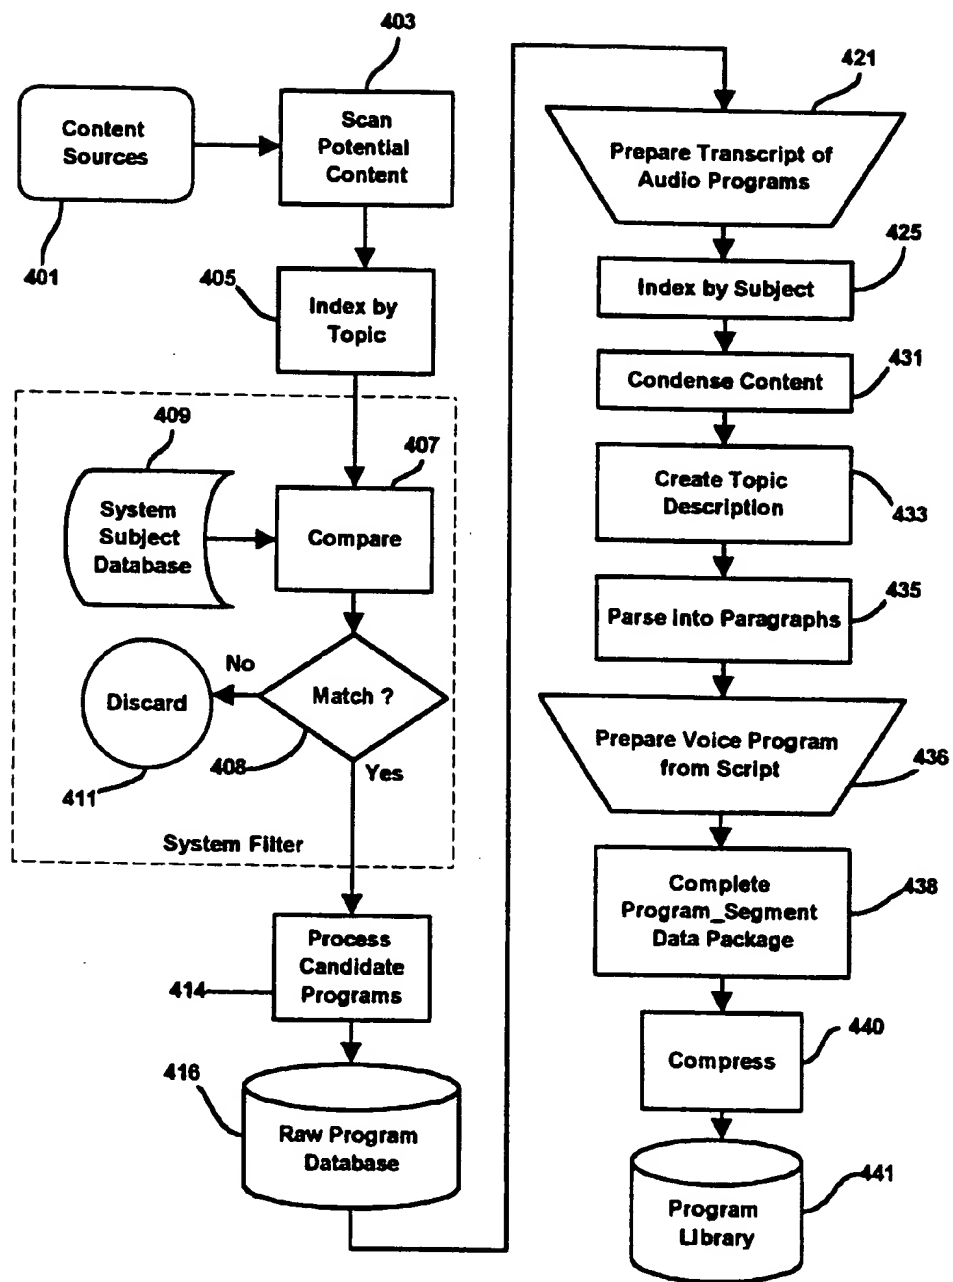 403
Content
Sources
401
Scan
Potential
Content
405
Index by
Topic
409
System
Subject
Database
407
Compare
No
Discard
411
Match ?
408
Yes
System Filter
Process
Candidate
Programs
414
416
Raw Program
Database
421
Prepare Transcript of
Audio Programs
425
Index by Subject
Condense Content
431
Create Topic
Description
433
Parse into Paragraphs
435
Prepare Voice Program
from Script
436
Complete
Program_Segment
Data Package
438
440
Compress
441
Program
Library